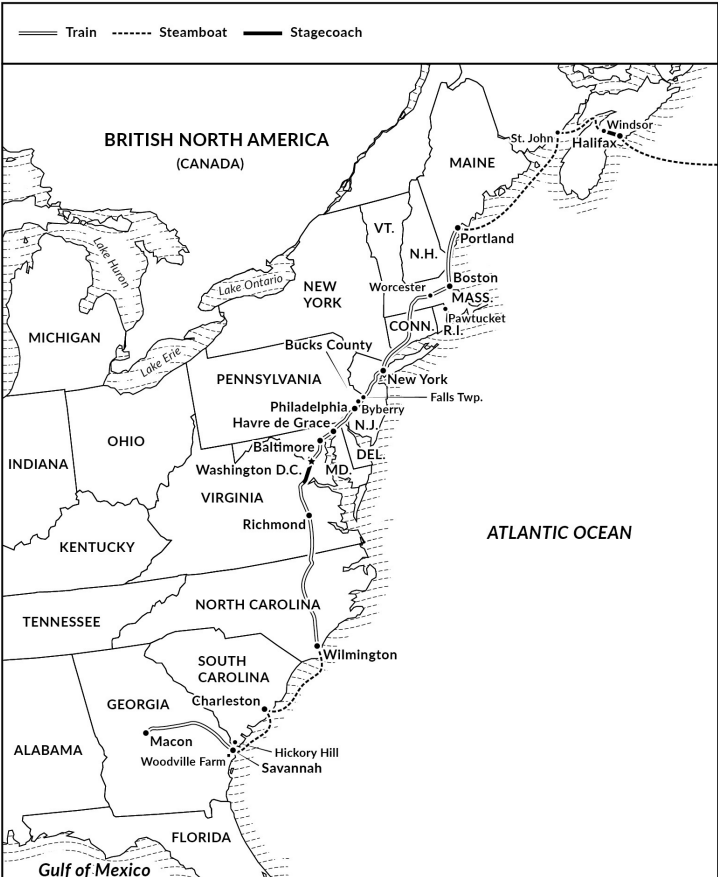 Train Steamboat Stagecoach
BRITISH NORTH AMERICA
(CANADA)
St. John
Windsor
Halifax
MAINE
VT.
N.H.
Portland
Lake Huron
Lake Ontario
NEW
YORK
Worcester
Boston
MASS.
Pawtucket
CONN.
R.I.
MICHIGAN
Lake Erie
Bucks County
PENNSYLVANIA
New York
Falls Twp.
Philadelphia
Byberry
Havre de Grace
N.J.
OHIO
Baltimore
DEL.
INDIANA
Washington D.C.
MD.
VIRGINIA
Richmond
ATLANTIC OCEAN
KENTUCKY
NORTH CAROLINA
TENNESSEE
Wilmington
SOUTH
CAROLINA
Charleston
GEORGIA
Macon
ALABAMA
Hickory Hill
Woodville Farm
Savannah
FLORIDA
Gulf of Mexico